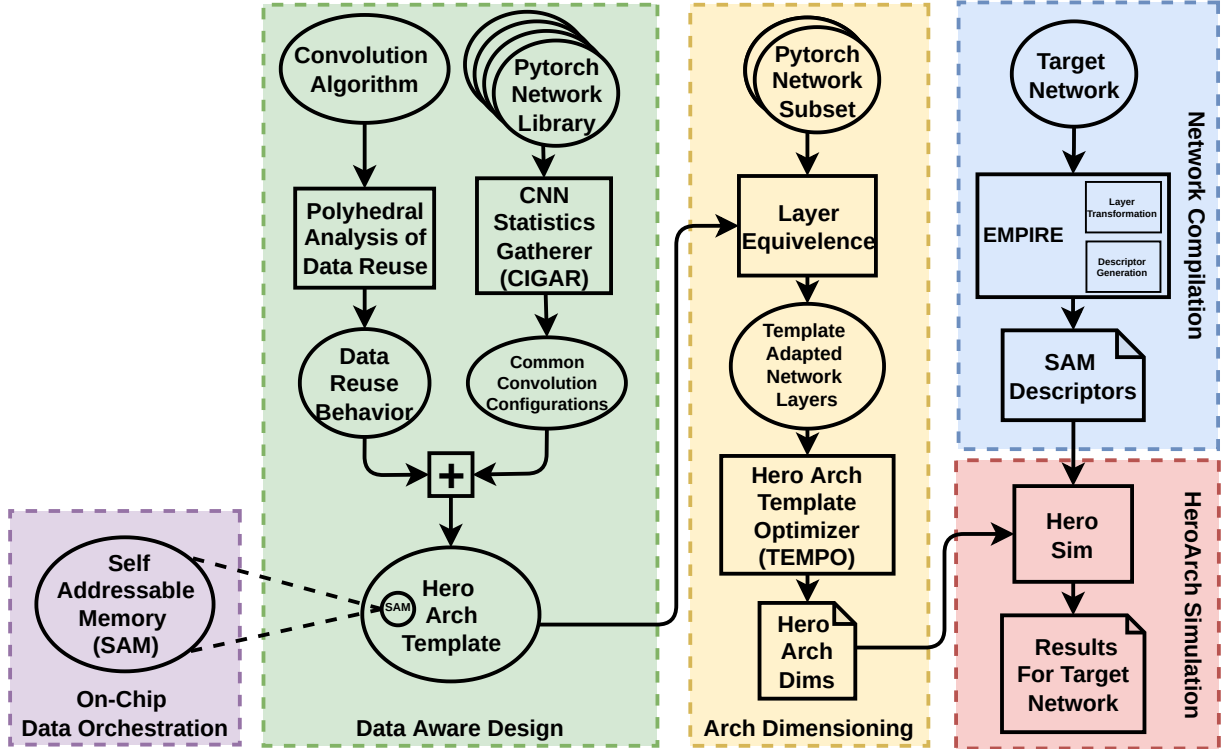 Convolution
Algorithm
Pytorch
Network
Library
Polyhedral
Analysis of
Data Reuse
CNN
Statistics
Gatherer
(CIGAR)
Data
Reuse
Behavior
Common
Convolution
Configurations
+
SAM
Hero
Arch
Template
Data Aware Design
Self
Addressable
Memory
(SAM)
On-Chip
Data Orchestration
Pytorch
Network
Subset
Layer
Equivelence
Template
Adapted
Network
Layers
Hero Arch
Template
Optimizer
(TEMPO)
Hero
Arch
Dims
Arch Dimensioning
Target
Network
EMPIRE
Layer
Transformation
Descriptor
Generation
SAM
Descriptors
Network Compilation
Hero
Sim
Results
For Target
Network
HeroArch Simulation